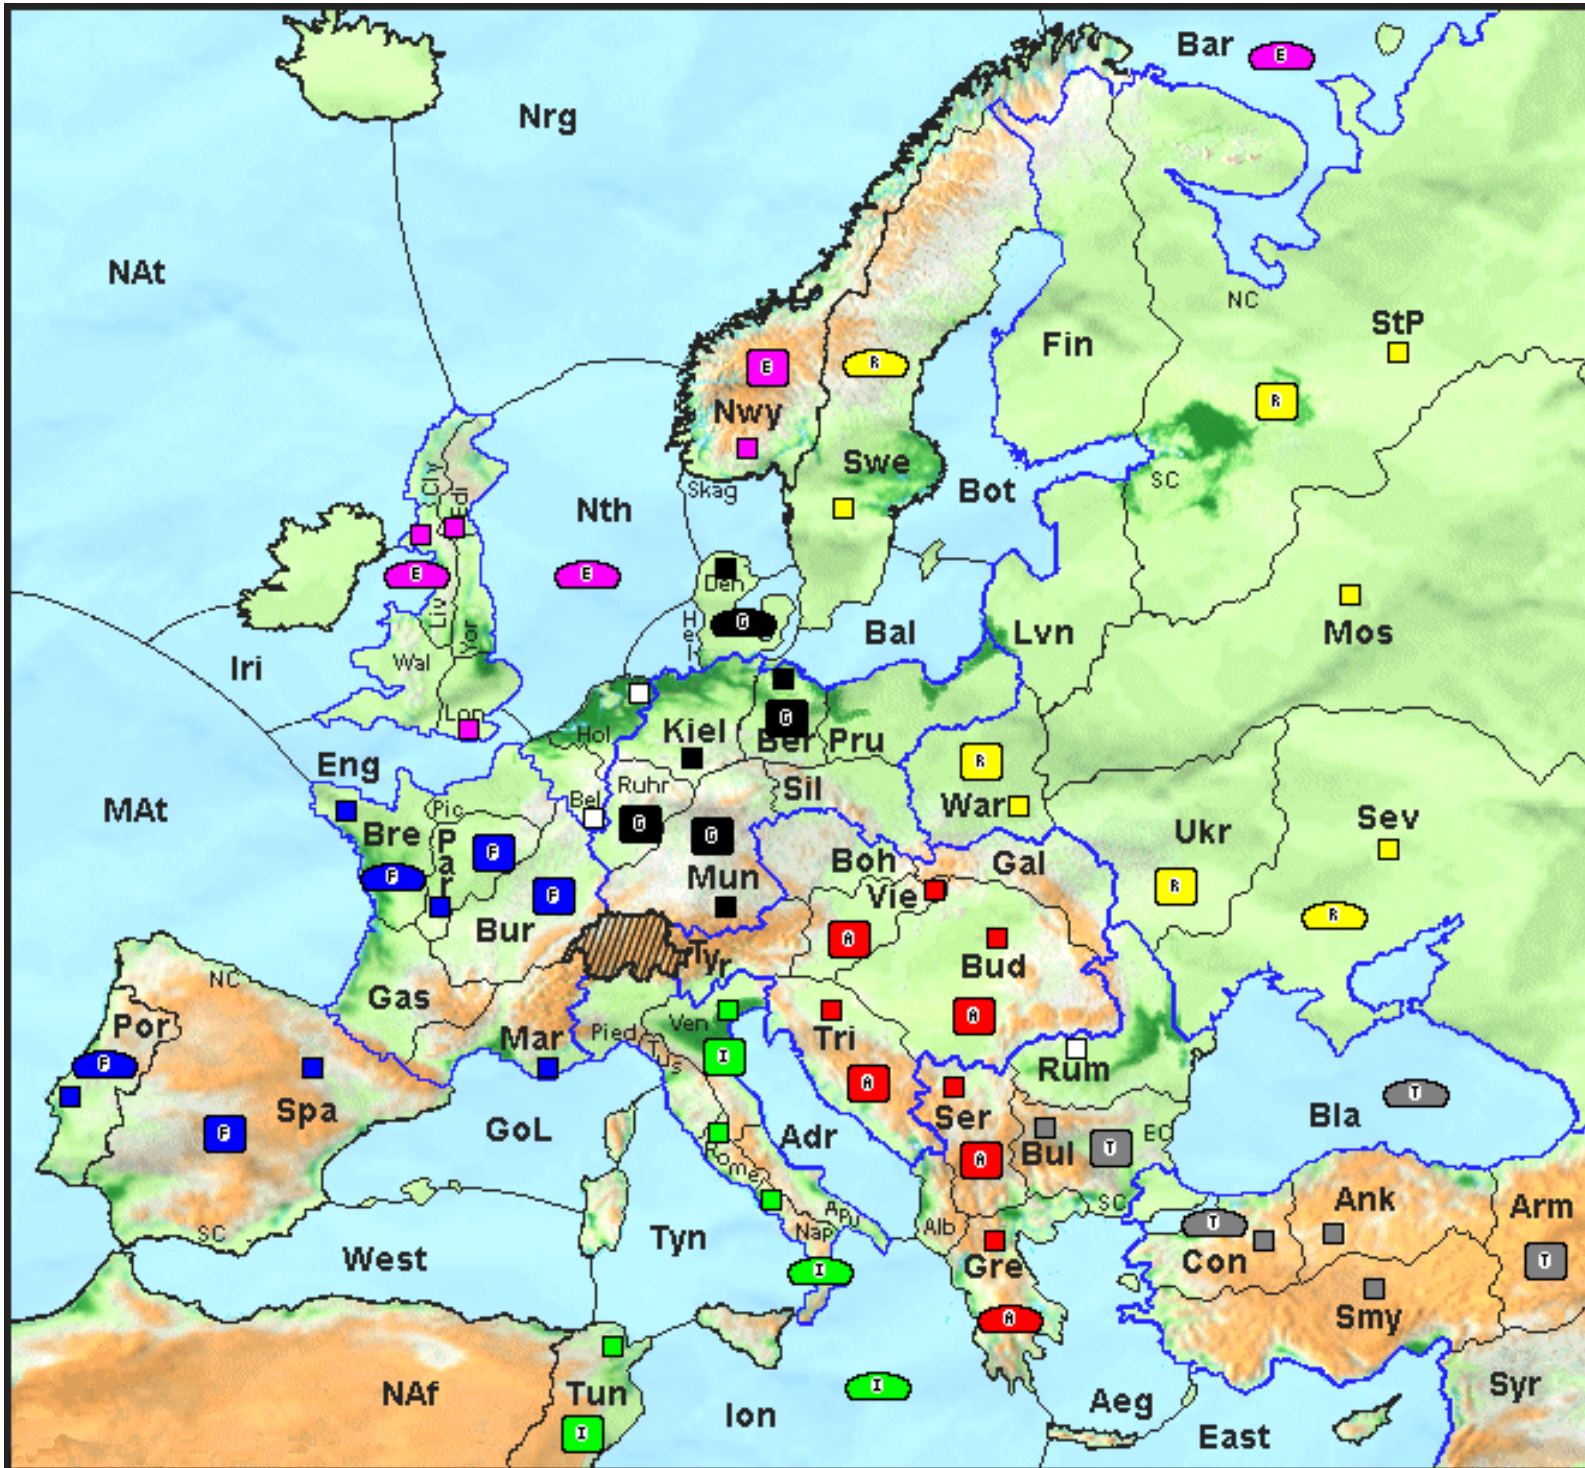 Bar
E
Nrg
NAt
NC
StP
Fin
E
R
R
Nwy
Swe
Cly
Edi
Skag
Bot
SC
Nth
E
E
Den
Liv
Yor
Hel
G
Bal
Lvn
Mos
Iri
Wal
Lon
Hol
Kiel
G
Ber
Pru
Eng
R
Ruhr
Sil
MAt
Pic
Bel
War
Bre
Par
G
G
Ukr
Sev
F
Boh
Gal
F
Mun
Vie
R
F
R
Bur
A
Tyr
Bud
NC
Gas
Por
Mar
Pied
Ven
Tri
A
Tus
I
Rum
F
A
Spa
Ser
T
Bla
F
GoL
Adr
Bul
T
EC
Rome
A
Ank
SC
Arm
Apu
SC
Tyn
Nap
Alb
T
West
Con
T
I
Gre
Smy
A
NAf
Tun
I
Ion
Aeg
Syr
I
East